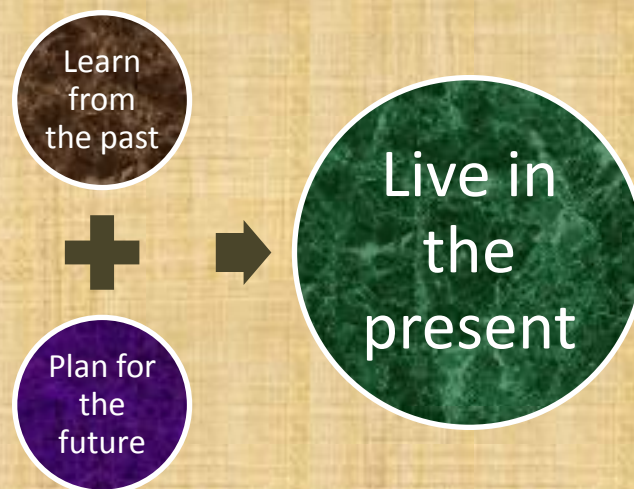 Learn
from
the past
Plan for
the
future
Live in
the
present